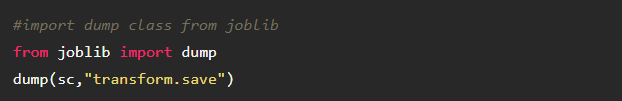 #import dump class from joblib
from joblib import dump
dump(sc,"transform.save")